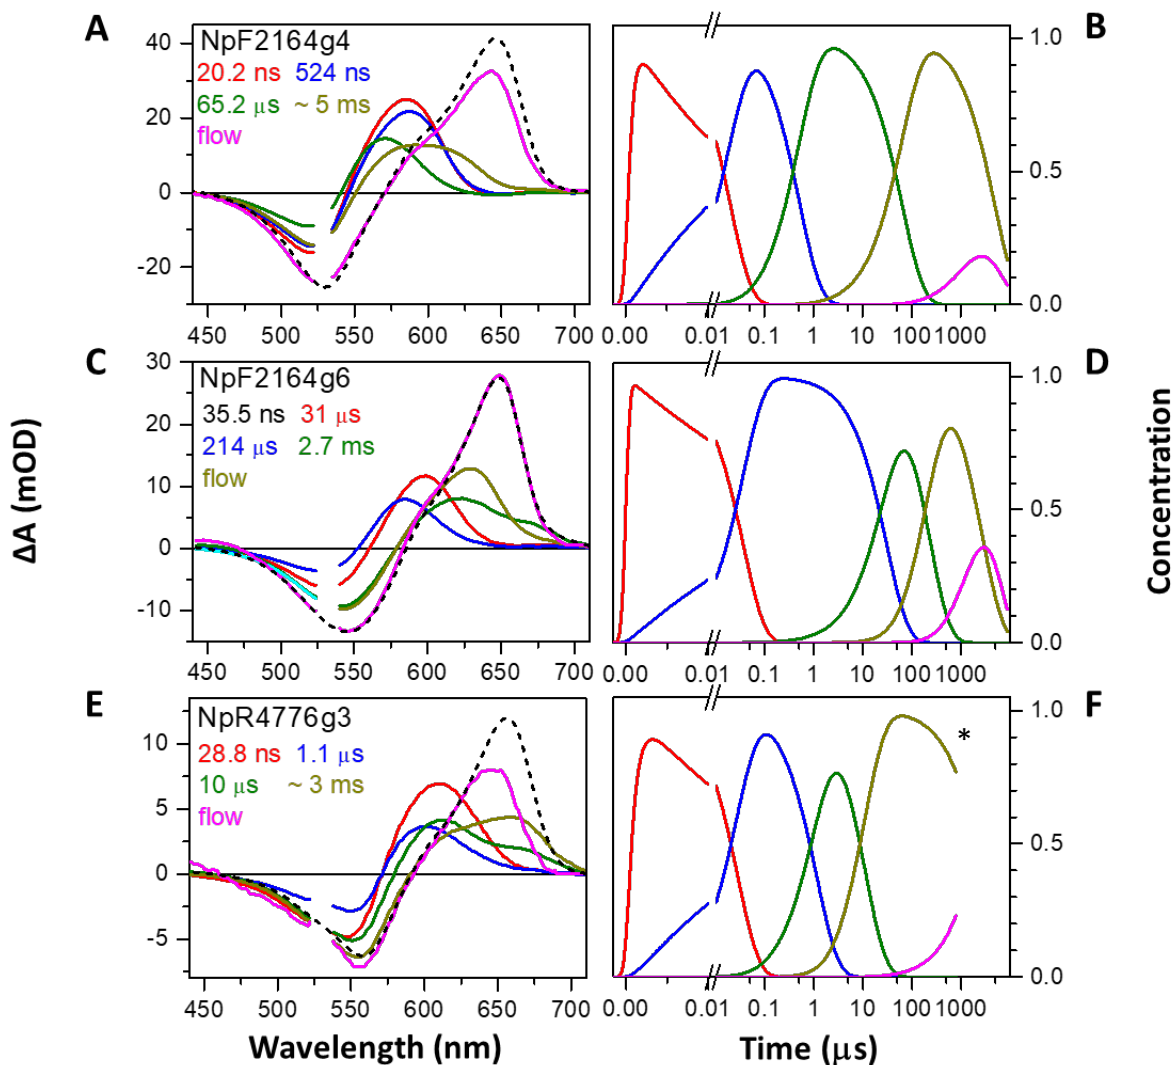 A
NpF2164g4
20.2 ns 524 ns
65.2 μs ~ 5 ms
flow
40
20
0
-20
450 500 550 600 650 700
B
1.0
0.5
0.0
0.00 0.01 0.1 1 10 100 1000
C
NpF2164g6
35.5 ns 31 μs
214 μs 2.7 ms
flow
30
20
10
0
-10
450 500 550 600 650 700
D
1.0
0.5
0.0
0.00 0.01 0.1 1 10 100 1000
E
NpR4776g3
28.8 ns 1.1 μs
10 μs ~ 3 ms
flow
10
5
0
-5
450 500 550 600 650 700
F
*
1.0
0.5
0.0
0.00 0.01 0.1 1 10 100 1000
ΔA (mOD)
Concentration
Wavelength (nm)
Time (μs)